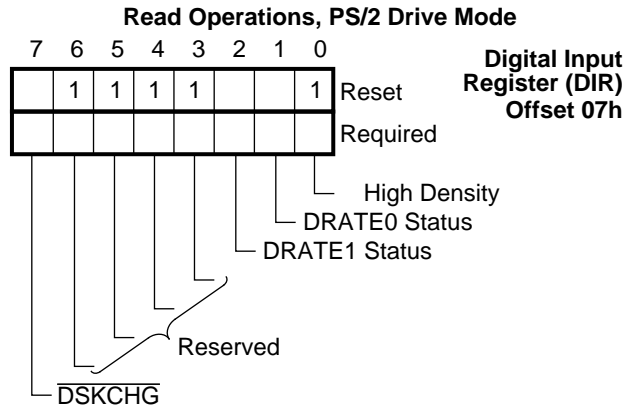 Read Operations, PS/2 Drive Mode
7 6 5 4 3 2 1 0
Digital Input
Register (DIR)
Offset 07h
1 1 1 1 1 Reset
Required
High Density
DRATE0 Status
DRATE1 Status
Reserved
DSKCHG